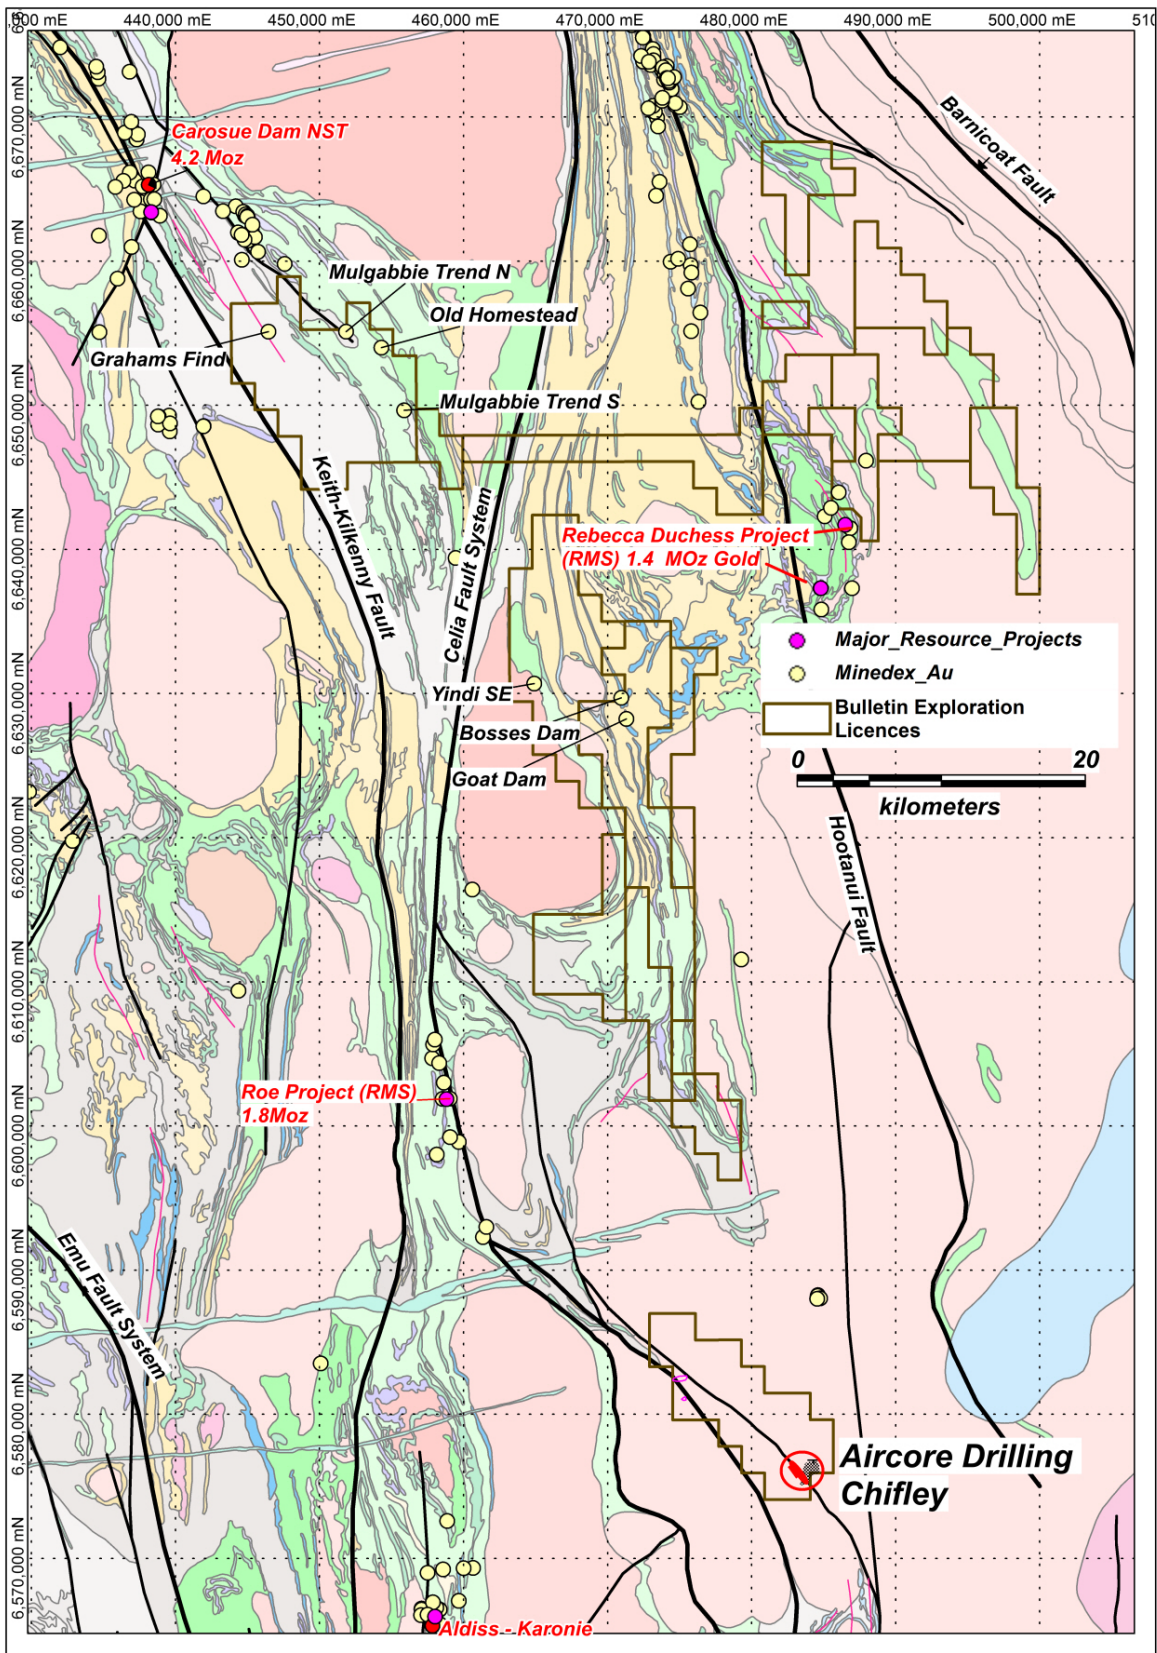 440,000 mE
450,000 mE
460,000 mE
470,000 mE
480,000 mE
490,000 mE
500,000 mE
510
6,670,000 mN
6,660,000 mN
6,650,000 mN
6,640,000 mN
6,630,000 mN
6,620,000 mN
6,610,000 mN
6,600,000 mN
6,590,000 mN
6,580,000 mN
6,570,000 mN
Barnicoat Fault
Carosue Dam NST
4.2 Moz
Mulgabbie Trend N
Old Homestead
Grahams Find
Mulgabbie Trend S
Keith-Kilkenny Fault
Celia Fault System
Rebecca Duchess Project
(RMS) 1.4 MOz Gold
Major_Resource_Projects
Minedex_Au
Bulletin Exploration
Licences
0
20
kilometers
Yindi SE
Bosses Dam
Goat Dam
Hootanui Fault
Roe Project (RMS)
1.8Moz
Emu Fault System
Aircore Drilling
Chifley
Aldiss - Karonie